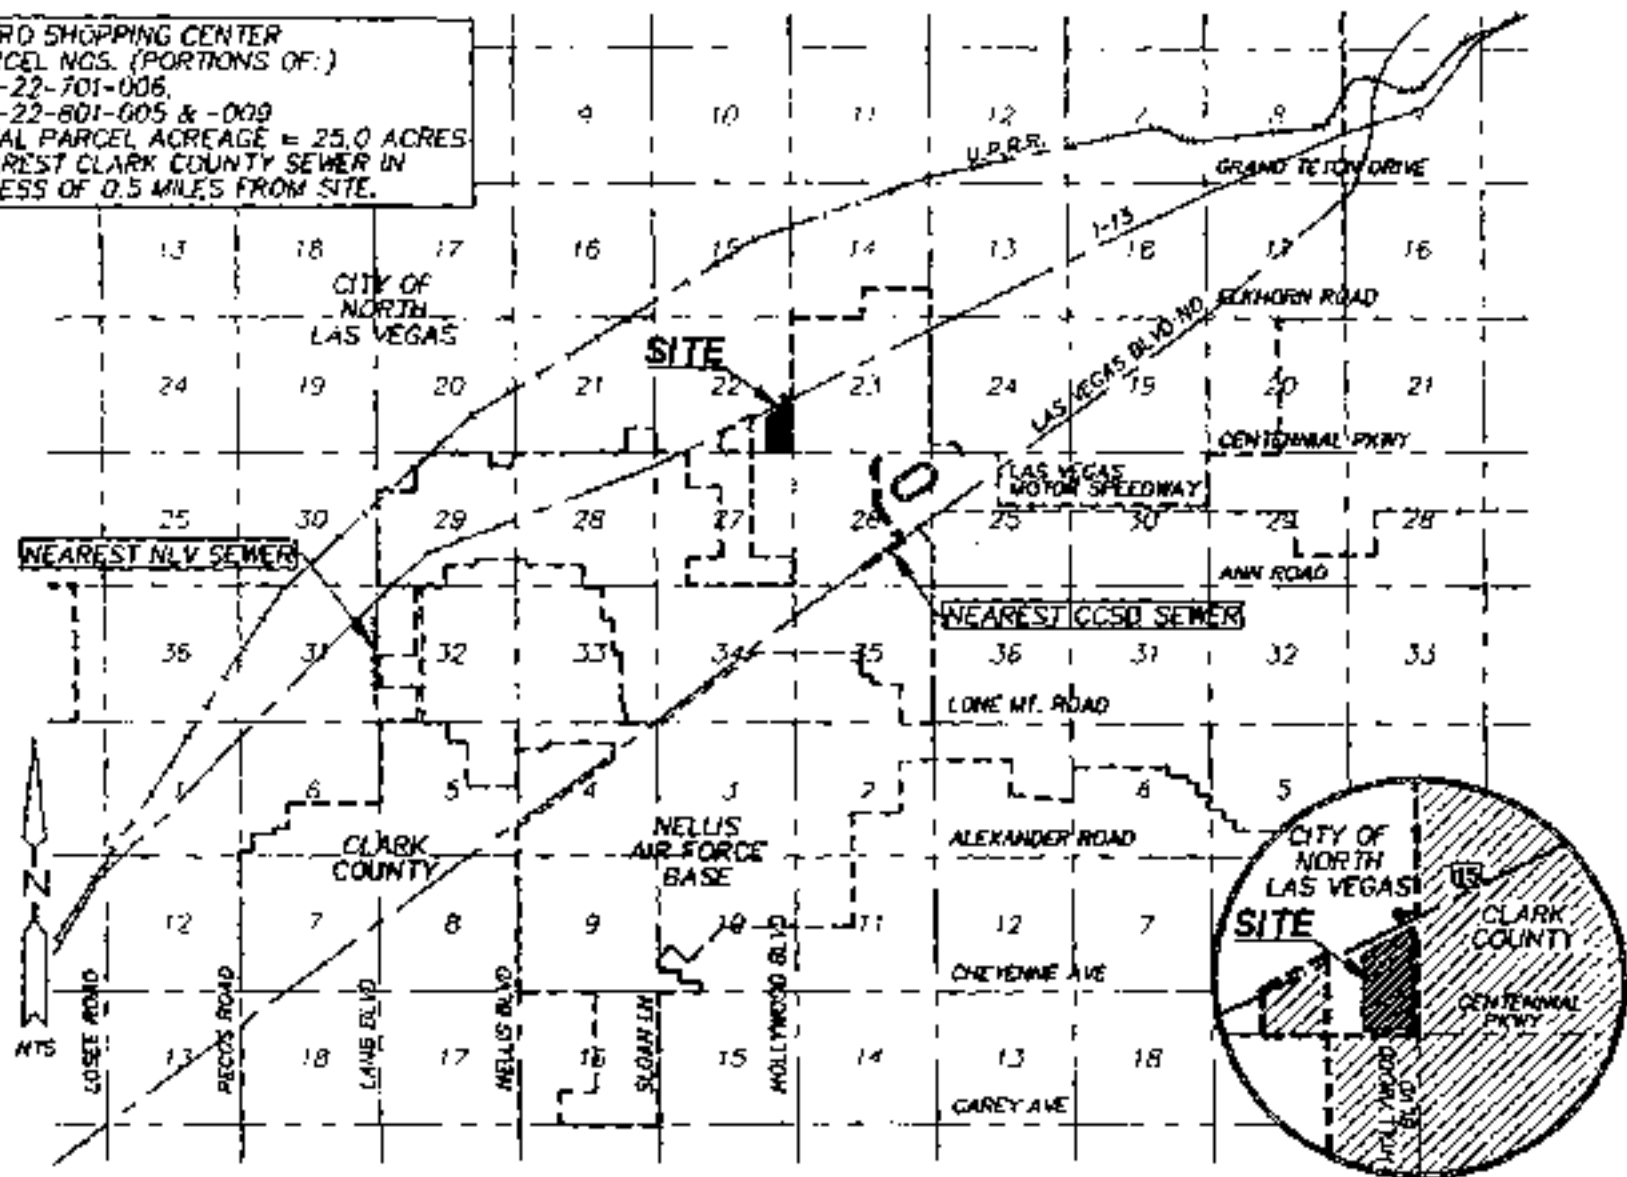 RD SHOPPING CENTER
CEL NOS. (PORTIONS OF:)
-22-701-006,
-22-801-005 & -009
AL PARCEL ACREAGE = 25.0 ACRES
REST CLARK COUNTY SEWER IN
ESS OF 0.5 MILES FROM SITE.
9 10 11 12 7 8 9
U.P.R.R.
GRAND TETON DRIVE
13 18 17 16 15 14 13 18 17 16
I-15
CITY OF
NORTH
LAS VEGAS
ELKHORN ROAD
LAS VEGAS BLVD NO.
SITE
24 19 20 21 22 23 24 19 20 21
CENTENNIAL PKWY
LAS VEGAS
MOTOR SPEEDWAY
25 30 29 28 27 26 25 30 29 28
NEAREST NLV SEWER
ANN ROAD
NEAREST CCSD SEWER
36 31 32 33 34 35 36 31 32 33
LONE MT. ROAD
1 6 5 4 3 2 6 5
CLARK
COUNTY
NELLIS
AIR FORCE
BASE
ALEXANDER ROAD
12 7 8 9 10 11 12 7
CHEYENNE AVE
N
NTS
LOSEE ROAD
PECOS ROAD
LAMB BLVD
NELLIS BLVD
SLOAN LN
HOLLYWOOD BLVD
13 18 17 16 15 14 13 18
CAREY AVE
CITY OF
NORTH
LAS VEGAS
15
SITE
CLARK
COUNTY
CENTENNIAL
PKWY
HOLLYWOOD
BLVD